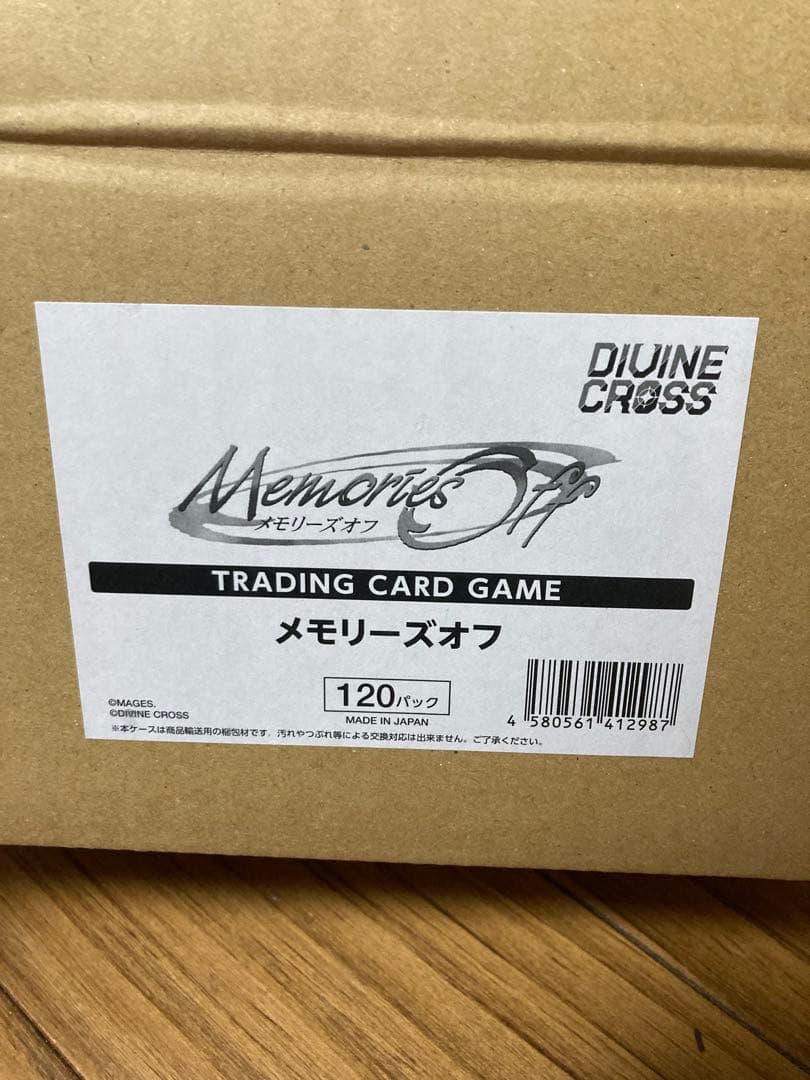 DIVINE
CROSS
Memories Off
メモリーズオフ
TRADING CARD GAME
メモリーズオフ
120パック
MADE IN JAPAN
©MAGES.
©DIVINE CROSS
4 580561 412987
※本ケースは商品輸送用の梱包材です。汚れやつぶれ等による交換対応は出来ません。ご了承ください。